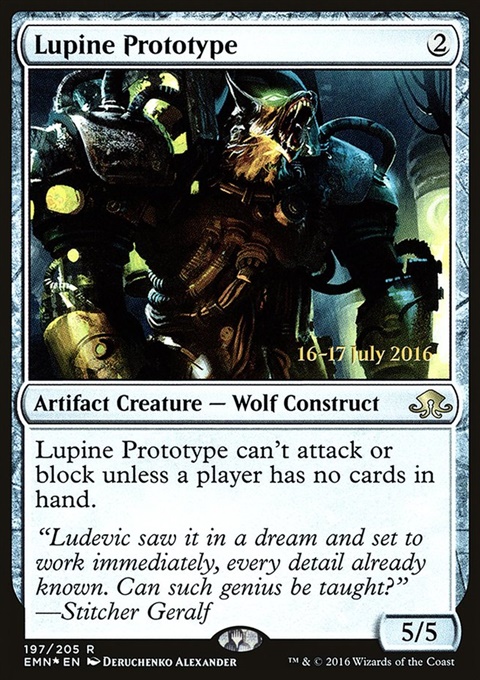 Lupine Prototype 2
16–17 July 2016
Artifact Creature — Wolf Construct
Lupine Prototype can't attack or
block unless a player has no cards in
hand.
"Ludevic saw it in a dream and set to
work immediately, every detail already
known. Can such genius be taught?"
—Stitcher Geralf
5/5
197/205 R
EMN★EN Deruchenko Alexander
™ & © 2016 Wizards of the Coast